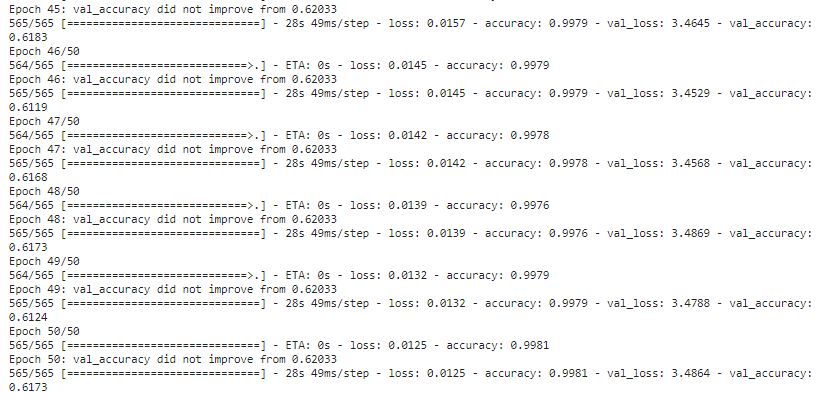 Epoch 45: val_accuracy did not improve from 0.62033
565/565 [==============================] - 28s 49ms/step - loss: 0.0157 - accuracy: 0.9979 - val_loss: 3.4645 - val_accuracy:
0.6183
Epoch 46/50
564/565 [============================>.] - ETA: 0s - loss: 0.0145 - accuracy: 0.9979
Epoch 46: val_accuracy did not improve from 0.62033
565/565 [==============================] - 28s 49ms/step - loss: 0.0145 - accuracy: 0.9979 - val_loss: 3.4529 - val_accuracy:
0.6119
Epoch 47/50
564/565 [============================>.] - ETA: 0s - loss: 0.0142 - accuracy: 0.9978
Epoch 47: val_accuracy did not improve from 0.62033
565/565 [==============================] - 28s 49ms/step - loss: 0.0142 - accuracy: 0.9978 - val_loss: 3.4568 - val_accuracy:
0.6168
Epoch 48/50
564/565 [============================>.] - ETA: 0s - loss: 0.0139 - accuracy: 0.9976
Epoch 48: val_accuracy did not improve from 0.62033
565/565 [==============================] - 28s 49ms/step - loss: 0.0139 - accuracy: 0.9976 - val_loss: 3.4869 - val_accuracy:
0.6173
Epoch 49/50
564/565 [============================>.] - ETA: 0s - loss: 0.0132 - accuracy: 0.9979
Epoch 49: val_accuracy did not improve from 0.62033
565/565 [==============================] - 28s 49ms/step - loss: 0.0132 - accuracy: 0.9979 - val_loss: 3.4788 - val_accuracy:
0.6124
Epoch 50/50
565/565 [==============================] - ETA: 0s - loss: 0.0125 - accuracy: 0.9981
Epoch 50: val_accuracy did not improve from 0.62033
565/565 [==============================] - 28s 49ms/step - loss: 0.0125 - accuracy: 0.9981 - val_loss: 3.4864 - val_accuracy:
0.6173